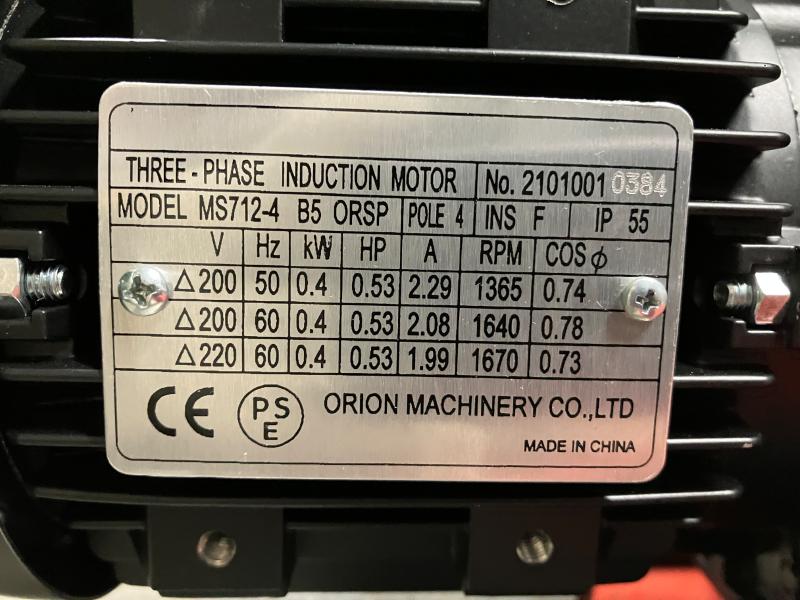 THREE-PHASE INDUCTION MOTOR No. 2101001 0384
MODEL MS712-4 B5 ORSP POLE 4 INS F IP 55
V Hz kW HP A RPM COSϕ
△200 50 0.4 0.53 2.29 1365 0.74
△200 60 0.4 0.53 2.08 1640 0.78
△220 60 0.4 0.53 1.99 1670 0.73
CE PSE ORION MACHINERY CO.,LTD
MADE IN CHINA